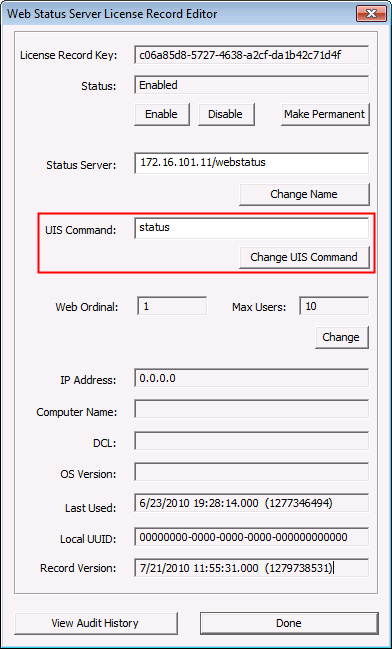 Web Status Server License Record Editor
License Record Key: c06a85d8-5727-4638-a2cf-da1b42c71d4f
Status: Enabled
Enable Disable Make Permanent
Status Server: 172.16.101.11/webstatus
Change Name
UIS Command: status
Change UIS Command
Web Ordinal: 1 Max Users: 10
Change
IP Address: 0.0.0.0
Computer Name:
DCL:
OS Version:
Last Used: 6/23/2010 19:28:14.000 (1277346494)
Local UUID: 00000000-0000-0000-0000-000000000000
Record Version: 7/21/2010 11:55:31.000 (1279738531)
View Audit History Done